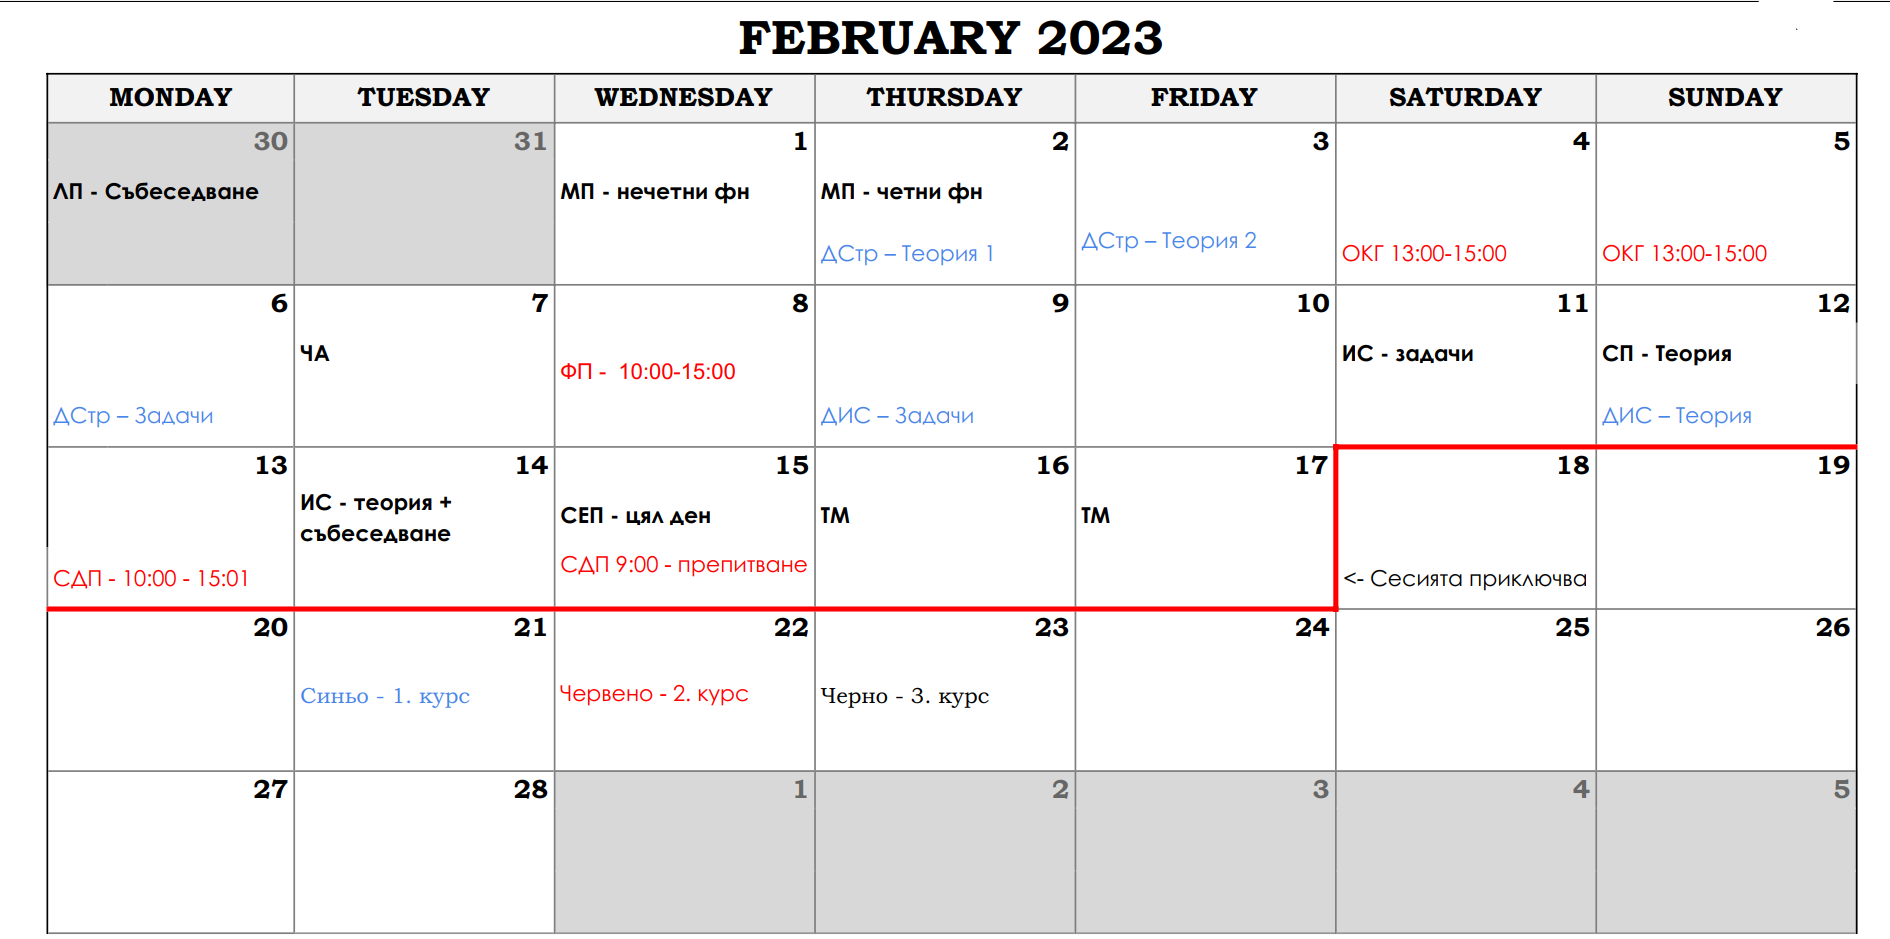 FEBRUARY 2023
MONDAY TUESDAY WEDNESDAY THURSDAY FRIDAY SATURDAY SUNDAY
30 31 1 2 3 4 5
ЛП - Събеседване МП - нечетни фн МП - четни фн
ДСтр – Теория 1 ДСтр – Теория 2 ОКГ 13:00-15:00 ОКГ 13:00-15:00
6 7 8 9 10 11 12
ЧА ФП - 10:00-15:00 ИС - задачи СП - Теория
ДСтр – Задачи ДИС – Задачи ДИС – Теория
13 14 15 16 17 18 19
ИС - теория +
събеседване
СЕП - цял ден ТМ ТМ
СДП 9:00 - препитване
СДП - 10:00 - 15:01 <- Сесията приключва
20 21 22 23 24 25 26
Синьо - 1. курс Червено - 2. курс Черно - 3. курс
27 28 1 2 3 4 5